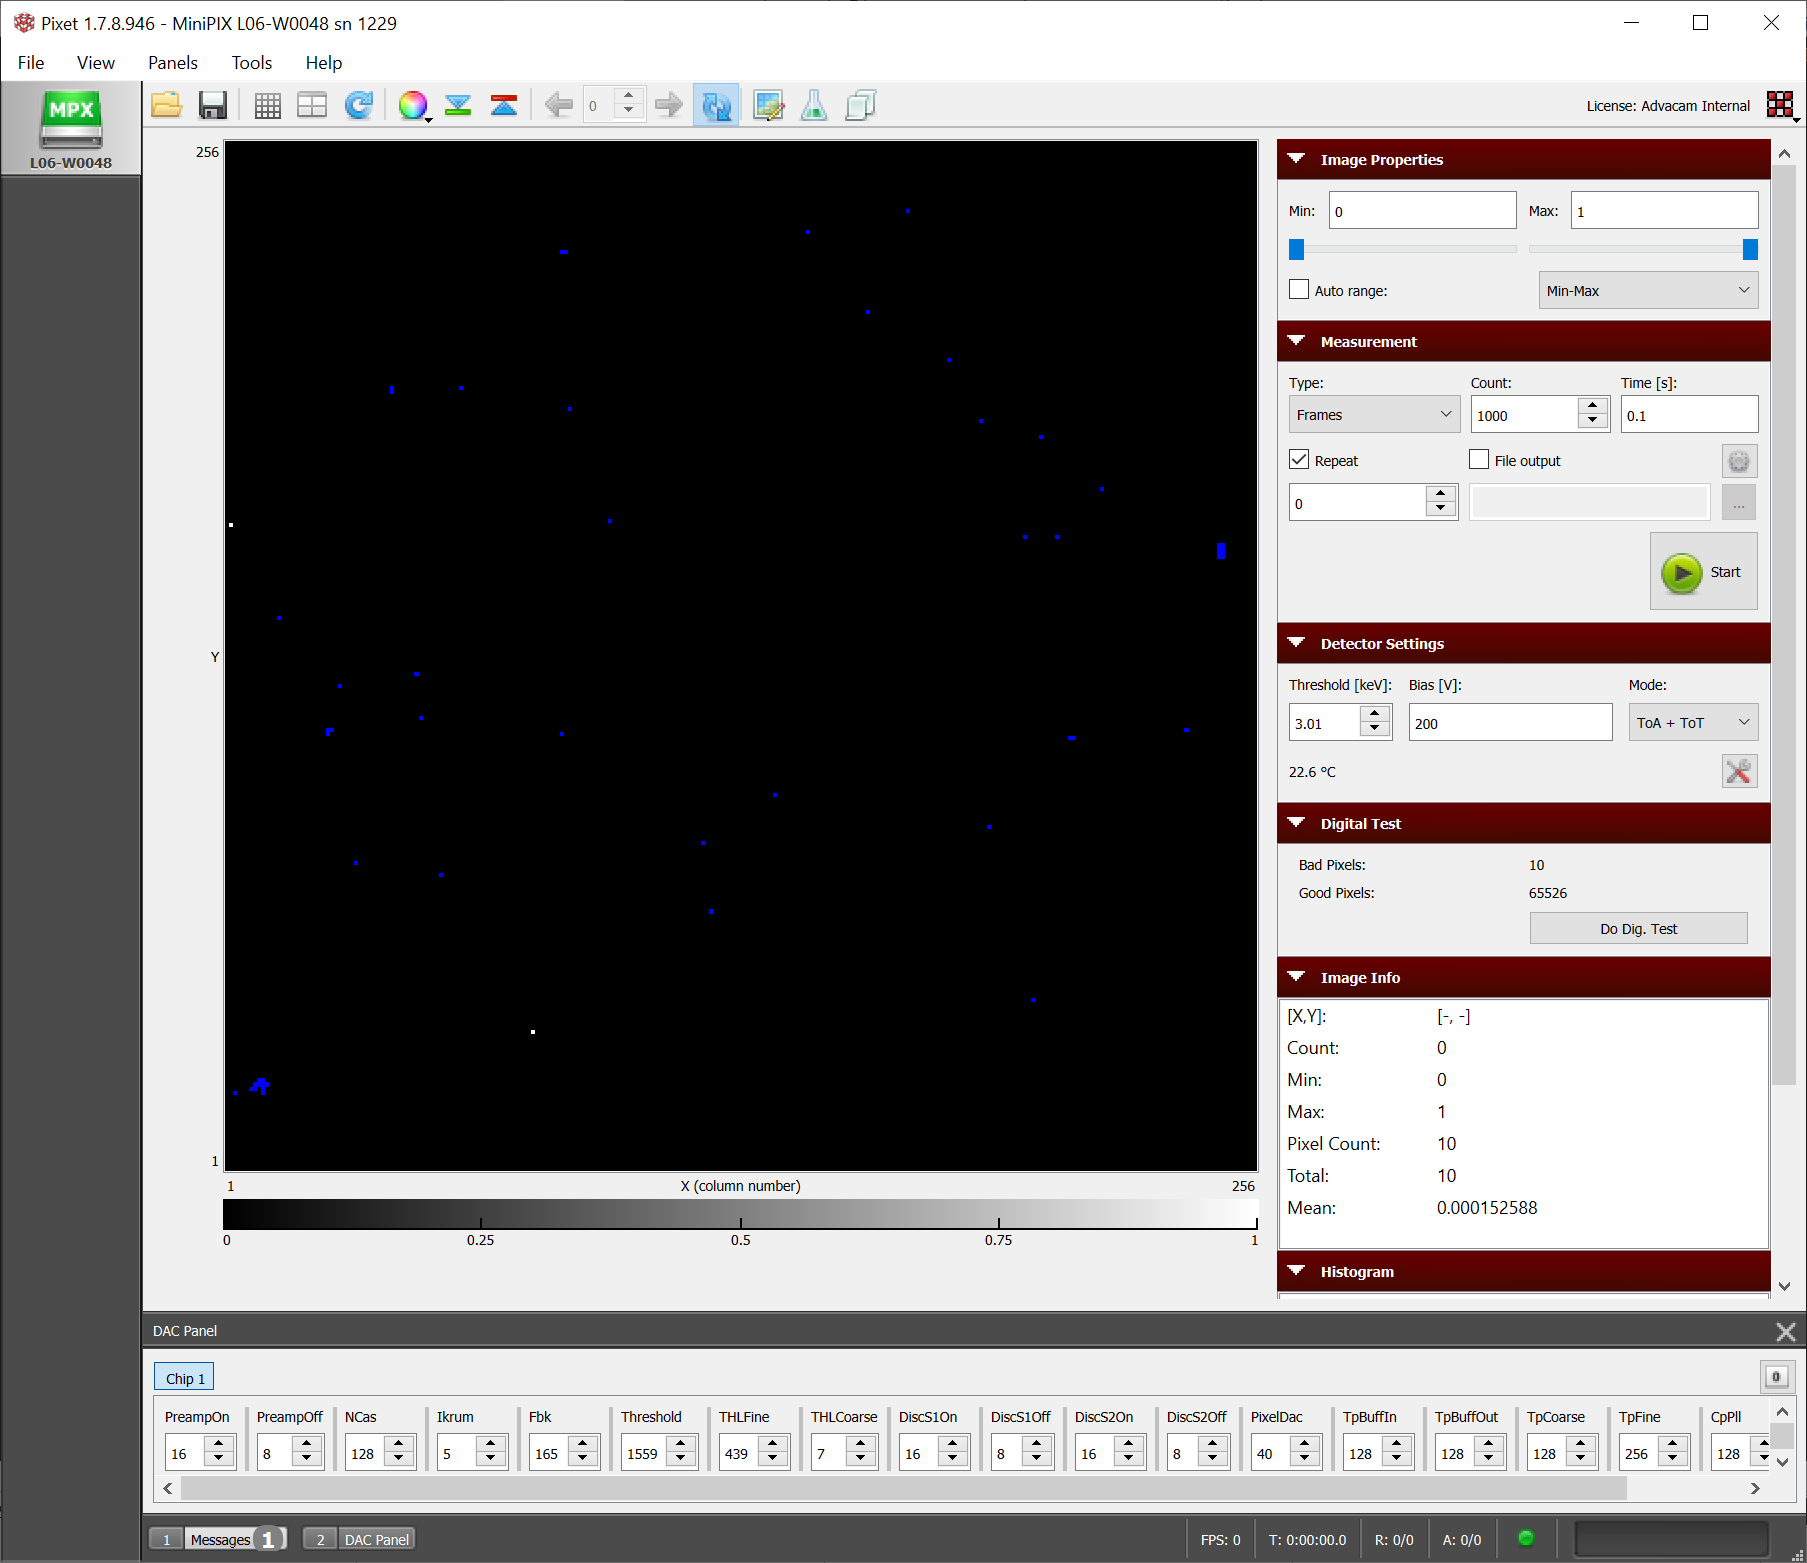 Pixet 1.7.8.946 - MiniPIX L06-W0048 sn 1229
File View Panels Tools Help
MPX
L06-W0048
0
License: Advacam Internal
256
Y
1
1 X (column number) 256
0 0.25 0.5 0.75 1
Image Properties
Min: 0 Max: 1
Auto range: Min-Max
Measurement
Type: Count: Time [s]:
Frames 1000 0.1
Repeat File output
0 ...
Start
Detector Settings
Threshold [keV]: Bias [V]: Mode:
3.01 200 ToA + ToT
22.6 ºC
Digital Test
Bad Pixels: 10
Good Pixels: 65526
Do Dig. Test
Image Info
[X,Y]: [-, -]
Count: 0
Min: 0
Max: 1
Pixel Count: 10
Total: 10
Mean: 0.000152588
Histogram
DAC Panel
Chip 1
0
PreampOn PreampOff NCas Ikrum Fbk Threshold THLFine THLCoarse DiscS1On DiscS1Off DiscS2On DiscS2Off PixelDac TpBuffIn TpBuffOut TpCoarse TpFine CpPll
16 8 128 5 165 1559 439 7 16 8 16 8 40 128 128 128 256 128
1 Messages 1 2 DAC Panel FPS: 0 T: 0:00:00.0 R: 0/0 A: 0/0